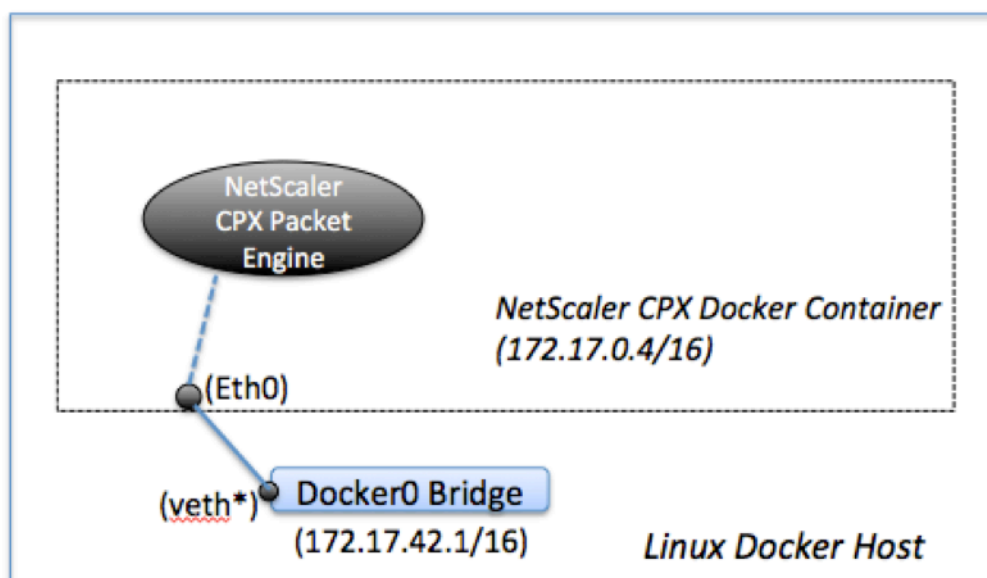 NetScaler
CPX Packet
Engine
NetScaler CPX Docker Container
(172.17.0.4/16)
(Eth0)
(veth*)
Docker0 Bridge
(172.17.42.1/16)
Linux Docker Host